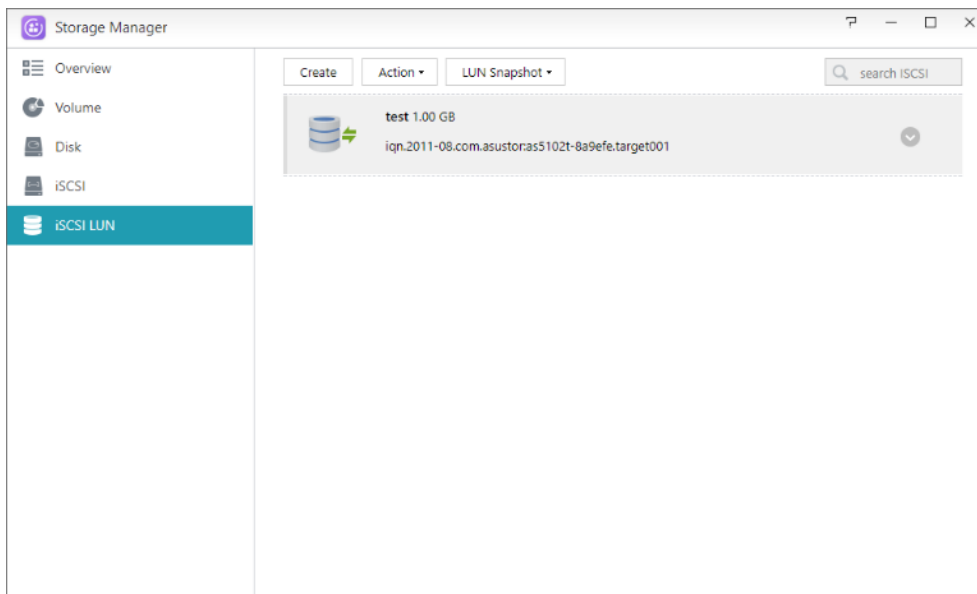 Storage Manager
Overview
Volume
Disk
iSCSI
iSCSI LUN
Create
Action
LUN Snapshot
search iSCSI
test 1.00 GB
iqn.2011-08.com.asustor:as5102t-8a9efe.target001